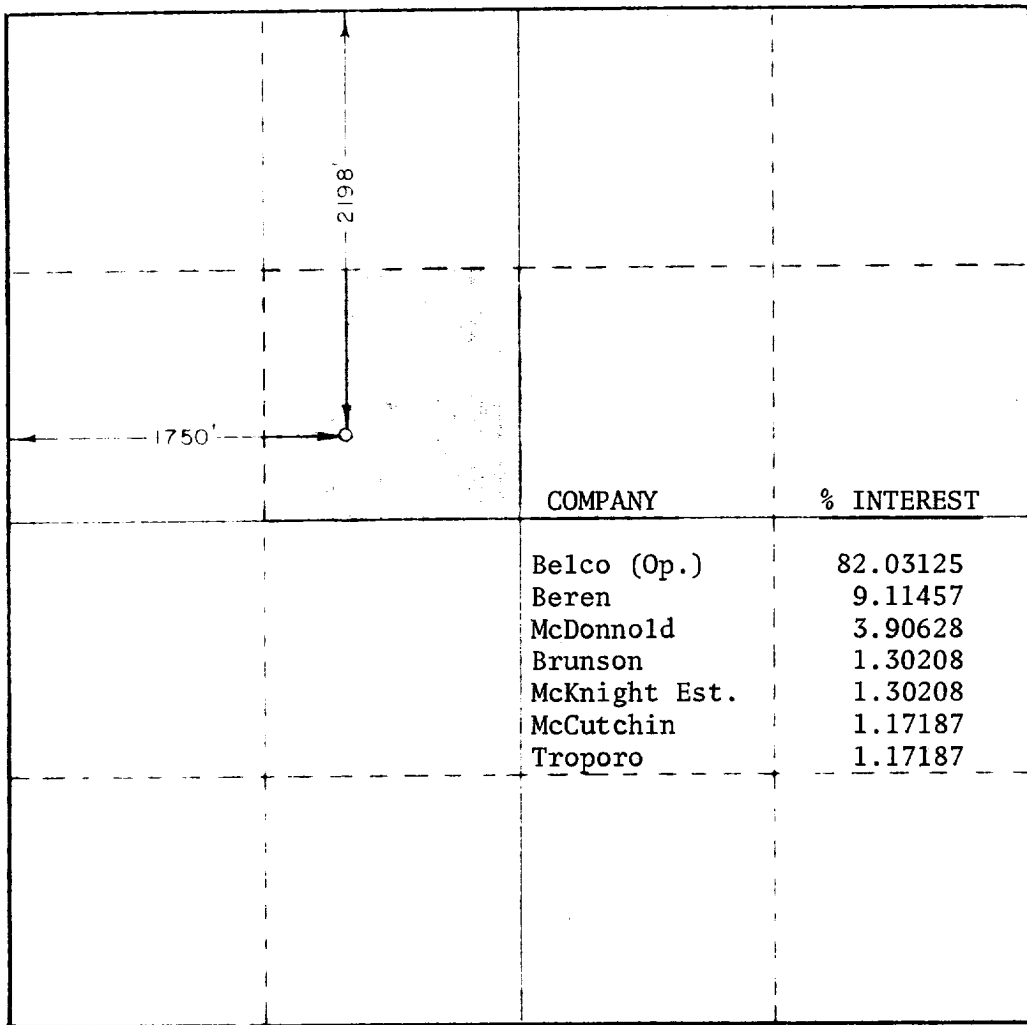 2198'
1750'
COMPANY % INTEREST
Belco (Op.) 82.03125
Beren 9.11457
McDonnold 3.90628
Brunson 1.30208
McKnight Est. 1.30208
McCutchin 1.17187
Troporo 1.17187